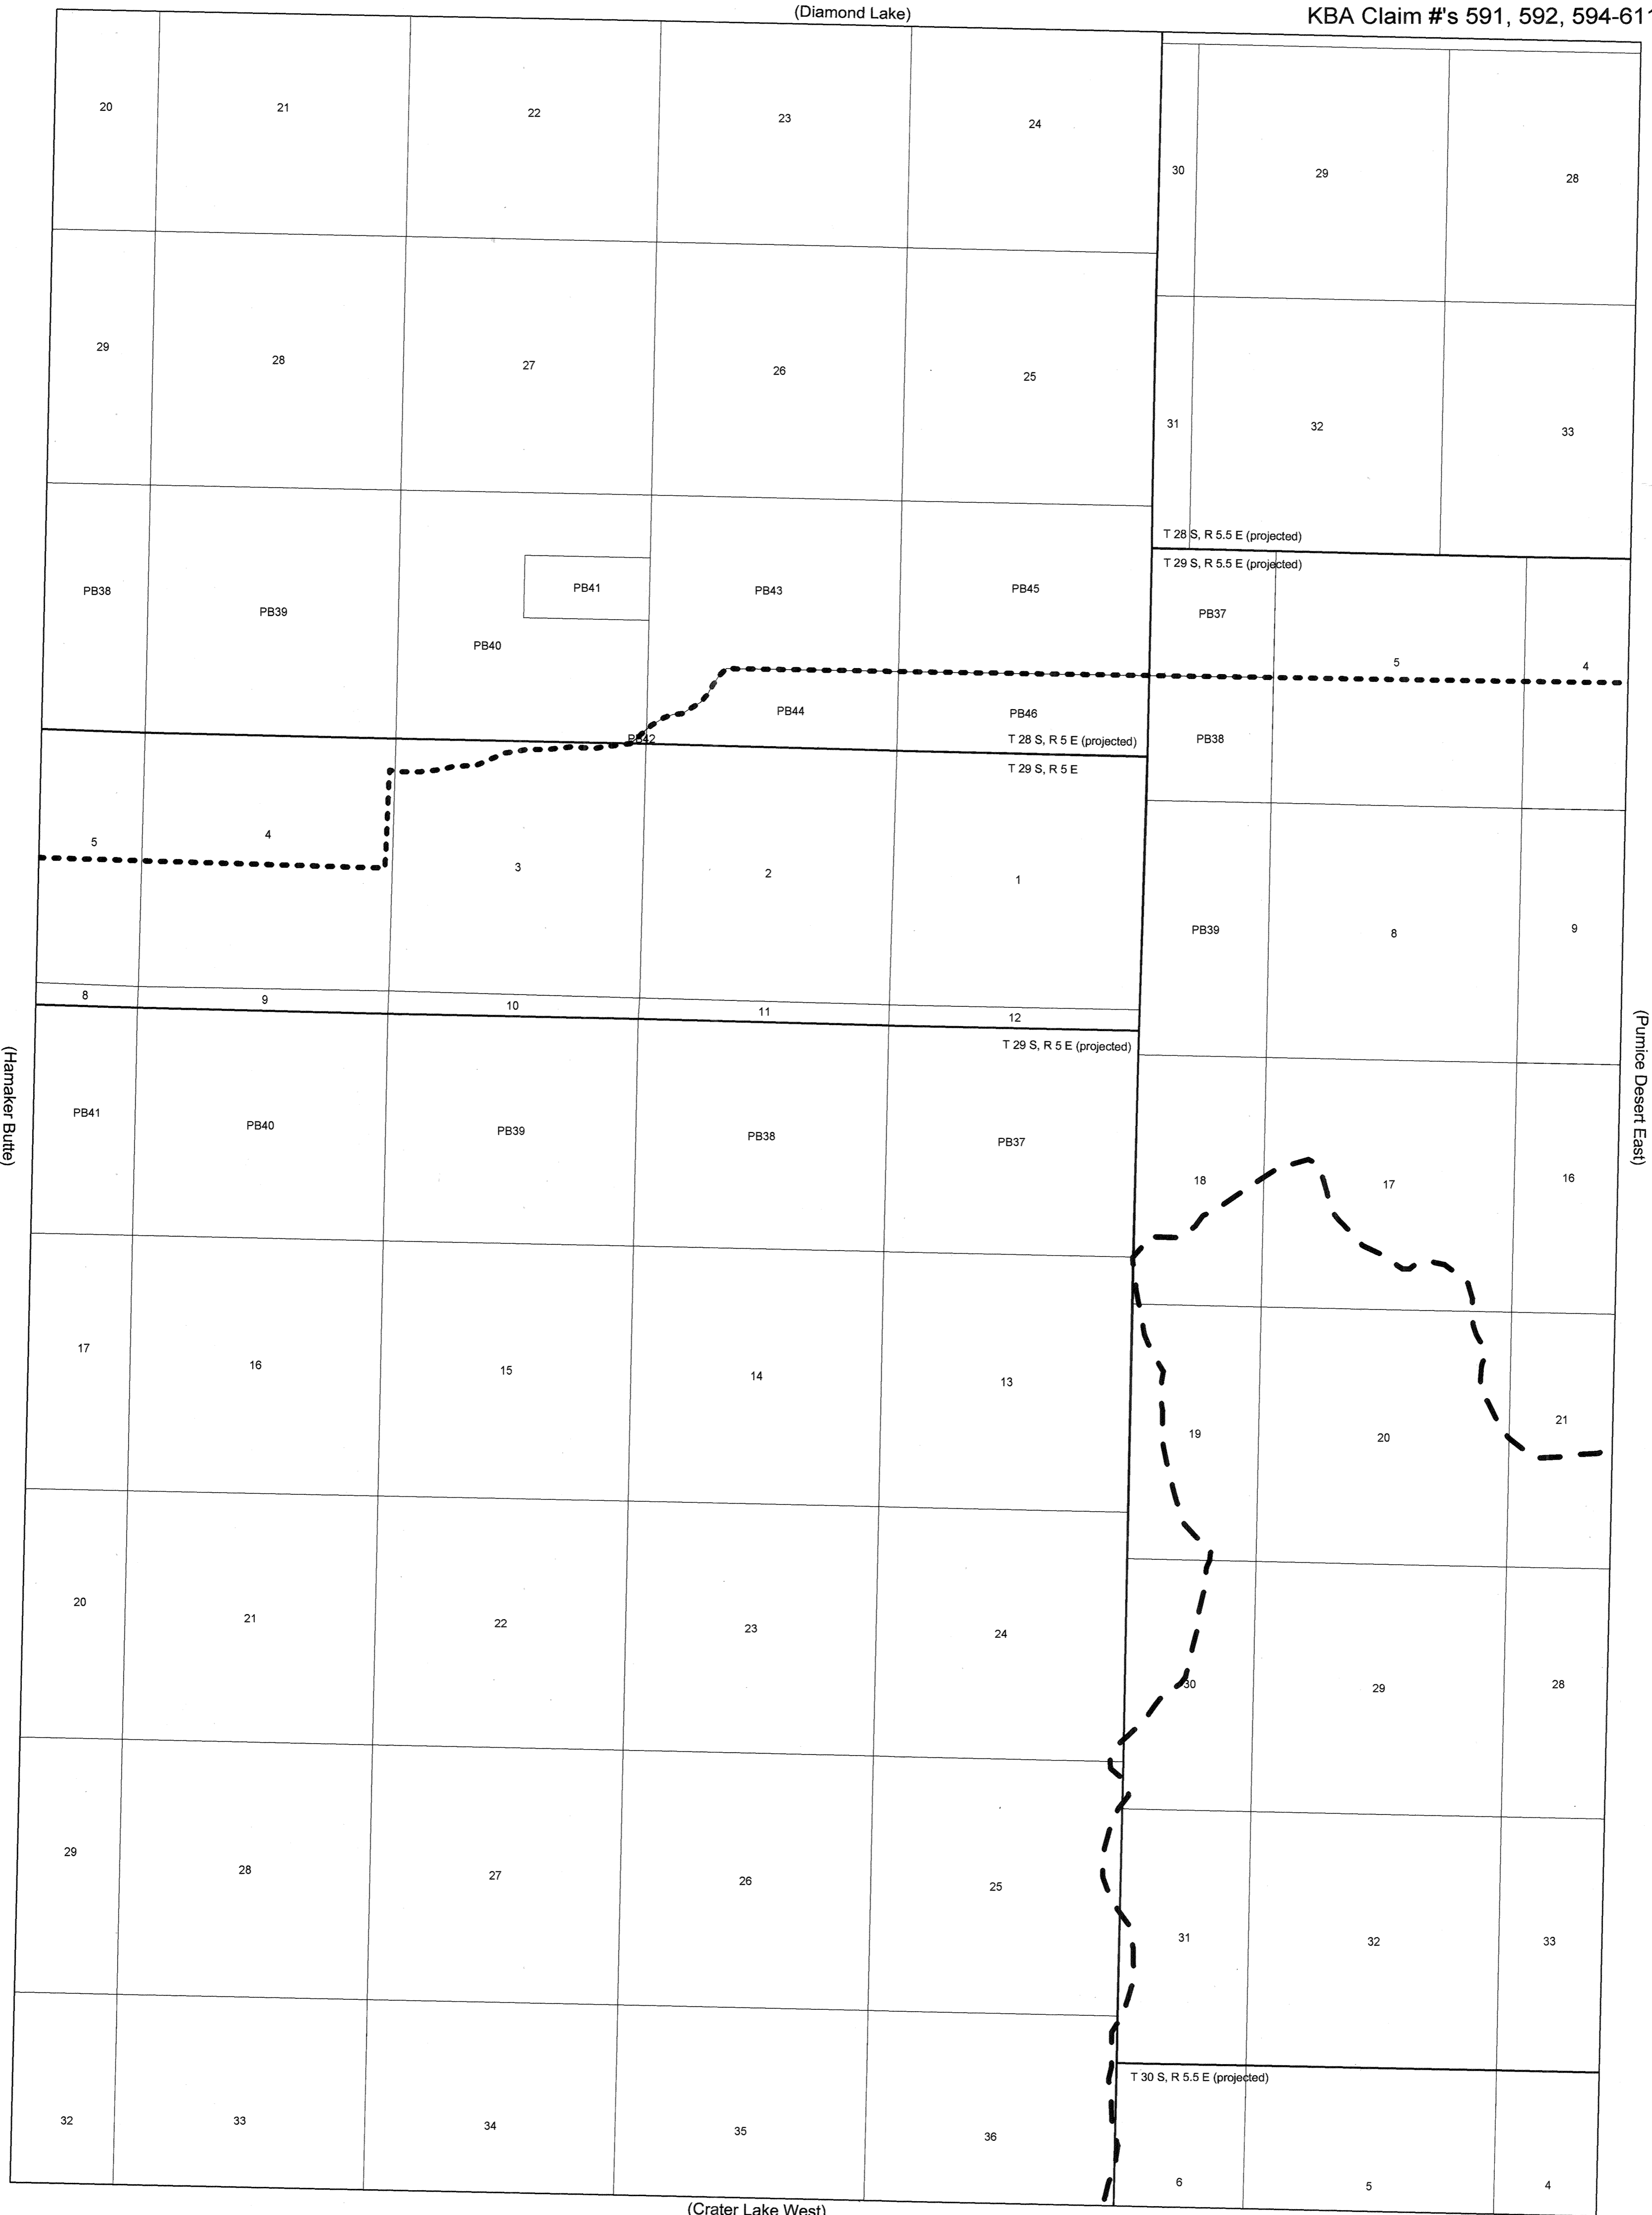 (Diamond Lake)
KBA Claim #'s 591, 592, 594-611
20
21
22
23
24
30
29
28
29
28
27
26
25
31
32
33
T 28 S, R 5.5 E (projected)
T 29 S, R 5.5 E (projected)
PB38
PB39
PB40
PB41
PB43
PB45
PB37
5
4
PB42
PB44
PB46
T 28 S, R 5 E (projected)
T 29 S, R 5 E
PB38
5
4
3
2
1
PB39
8
9
8
9
10
11
12
T 29 S, R 5 E (projected)
(Hamaker Butte)
(Pumice Desert East)
PB41
PB40
PB39
PB38
PB37
18
17
16
17
16
15
14
13
19
20
21
20
21
22
23
24
30
29
28
29
28
27
26
25
31
32
33
T 30 S, R 5.5 E (projected)
32
33
34
35
36
6
5
4
(Crater Lake West)